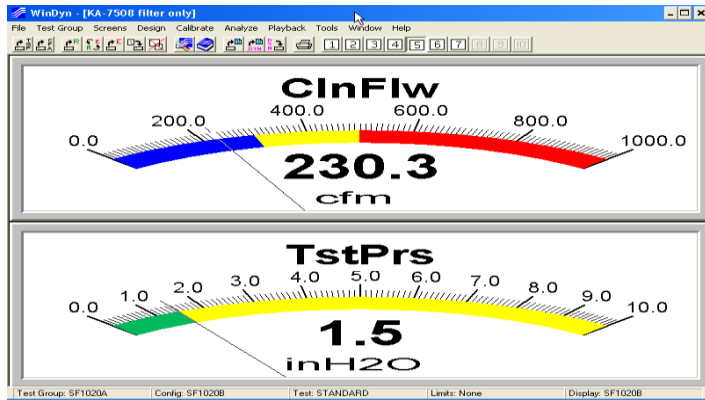 WinDyn - [KA-7508 filter only]
File Test Group Screens Design Calibrate Analyze Playback Tools Window Help
1 2 3 4 5 6 7 8 9 10
ClnFlw
0.0 200.0 400.0 600.0 800.0 1000.0
230.3
cfm
TstPrs
0.0 1.0 2.0 3.0 4.0 5.0 6.0 7.0 8.0 9.0 10.0
1.5
inH2O
Test Group: SF1020A Config: SF1020B Test: STANDARD Limits: None Display: SF1020B